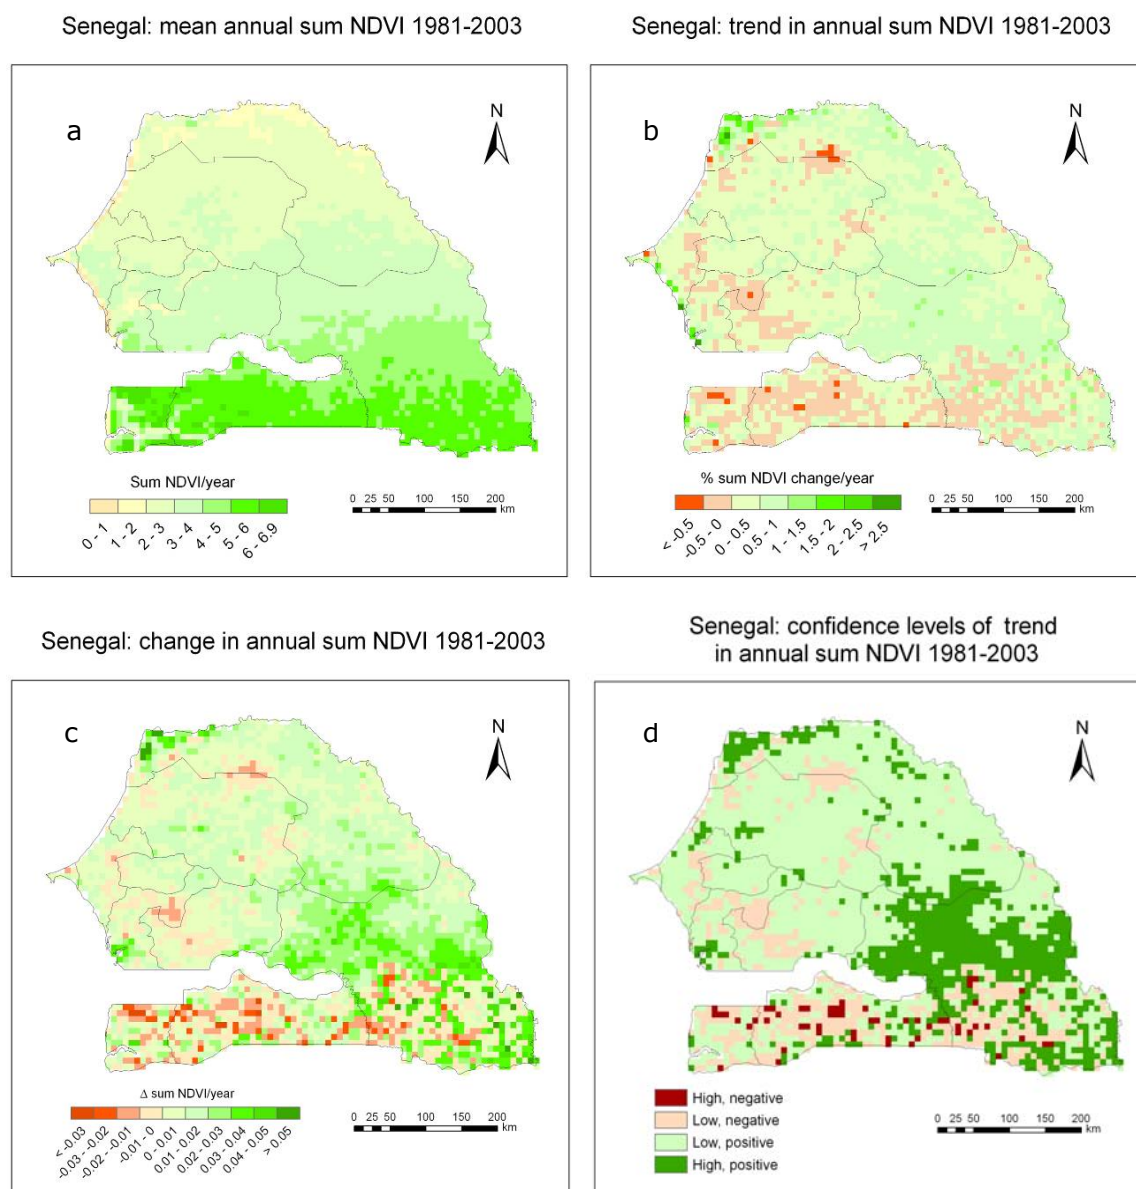 Senegal: mean annual sum NDVI 1981-2003
a
N
Sum NDVI/year
0 - 1
1 - 2
2 - 3
3 - 4
4 - 5
5 - 6
6 - 6.9
0 25 50 100 150 200
km
Senegal: trend in annual sum NDVI 1981-2003
b
N
% sum NDVI change/year
< -0.5
-0.5 - 0
0 - 0.5
0.5 - 1
1 - 1.5
1.5 - 2
2 - 2.5
> 2.5
0 25 50 100 150 200
km
Senegal: change in annual sum NDVI 1981-2003
c
N
Δ sum NDVI/year
< -0.03
-0.03 - -0.02
-0.02 - -0.01
-0.01 - 0
0 - 0.01
0.01 - 0.02
0.02 - 0.03
0.03 - 0.04
0.04 - 0.05
> 0.05
0 25 50 100 150 200
km
Senegal: confidence levels of trend
in annual sum NDVI 1981-2003
d
N
High, negative
Low, negative
Low, positive
High, positive
0 25 50 100 150 200
km